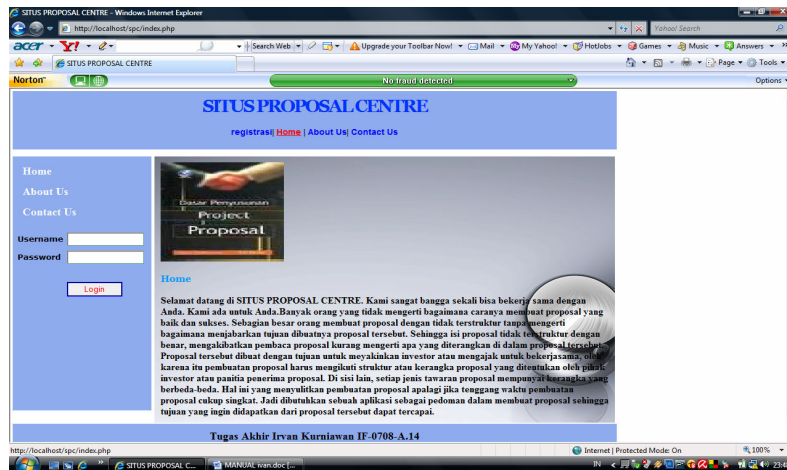 SITUS PROPOSAL CENTRE - Windows Internet Explorer
http://localhost/spc/index.php
Yahoo! Search
acer Y! Search Web Upgrade your Toolbar Now! Mail My Yahoo! HotJobs Games Music Answers
SITUS PROPOSAL CENTRE Page Tools
Norton No fraud detected Options
SITUS PROPOSAL CENTRE
registrasi| Home | About Us| Contact Us
Home
About Us
Contact Us
Username
Password
Login
Dasar Penyusunan
Project
Proposal
Home
Selamat datang di SITUS PROPOSAL CENTRE. Kami sangat bangga sekali bisa bekerja sama dengan
Anda. Kami ada untuk Anda.Banyak orang yang tidak mengerti bagaimana caranya membuat proposal yang
baik dan sukses. Sebagian besar orang membuat proposal dengan tidak terstruktur tanpa mengerti
bagaimana menjabarkan tujuan dibuatnya proposal tersebut. Sehingga isi proposal tidak terstruktur dengan
benar, mengakibatkan pembaca proposal kurang mengerti apa yang diterangkan di dalam proposal tersebut.
Proposal tersebut dibuat dengan tujuan untuk meyakinkan investor atau mengajak untuk bekerjasama, oleh
karena itu pembuatan proposal harus mengikuti struktur atau kerangka proposal yang ditentukan oleh pihak
investor atau panitia penerima proposal. Di sisi lain, setiap jenis tawaran proposal mempunyai kerangka yang
berbeda-beda. Hal ini yang menyulitkan pembuatan proposal apalagi jika tenggang waktu pembuatan
proposal cukup singkat. Jadi dibutuhkan sebuah aplikasi sebagai pedoman dalam membuat proposal sehingga
tujuan yang ingin didapatkan dari proposal tersebut dapat tercapai.
Tugas Akhir Irvan Kurniawan IF-0708-A.14
http://localhost/spc/index.php Internet | Protected Mode: On 100%
SITUS PROPOSAL C... MANUAL ivan.doc [... IN